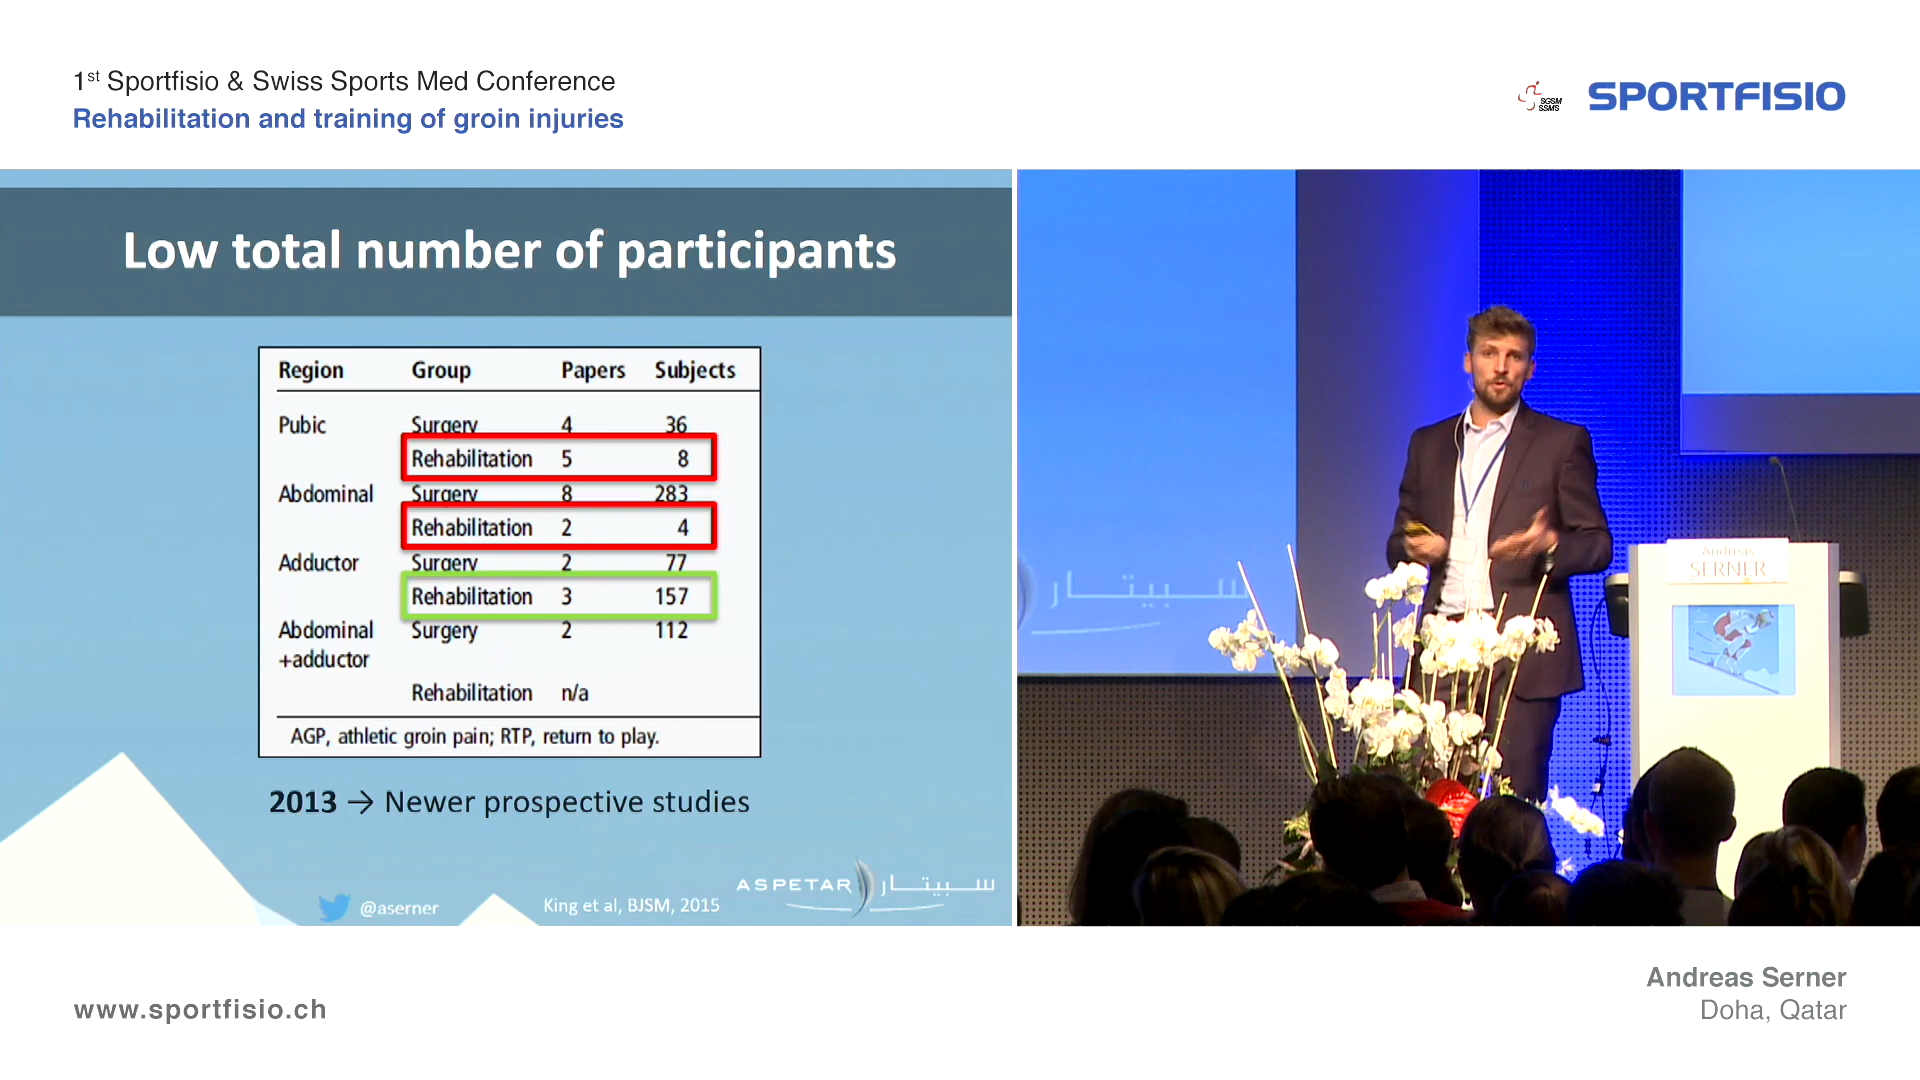 1st Sportfisio & Swiss Sports Med Conference
Rehabilitation and training of groin injuries
SGSM
SSMS
SPORTFISIO
Low total number of participants
Region Group Papers Subjects
Pubic Surgery 4 36
Rehabilitation 5 8
Abdominal Surgery 8 283
Rehabilitation 2 4
Adductor Surgery 2 77
Rehabilitation 3 157
Abdominal Surgery 2 112
+adductor
Rehabilitation n/a
AGP, athletic groin pain; RTP, return to play.
2013 → Newer prospective studies
@aserner
King et al, BJSM, 2015
ASPETAR سبيتار
سبيتار
Andreas
SERNER
www.sportfisio.ch
Andreas Serner
Doha, Qatar